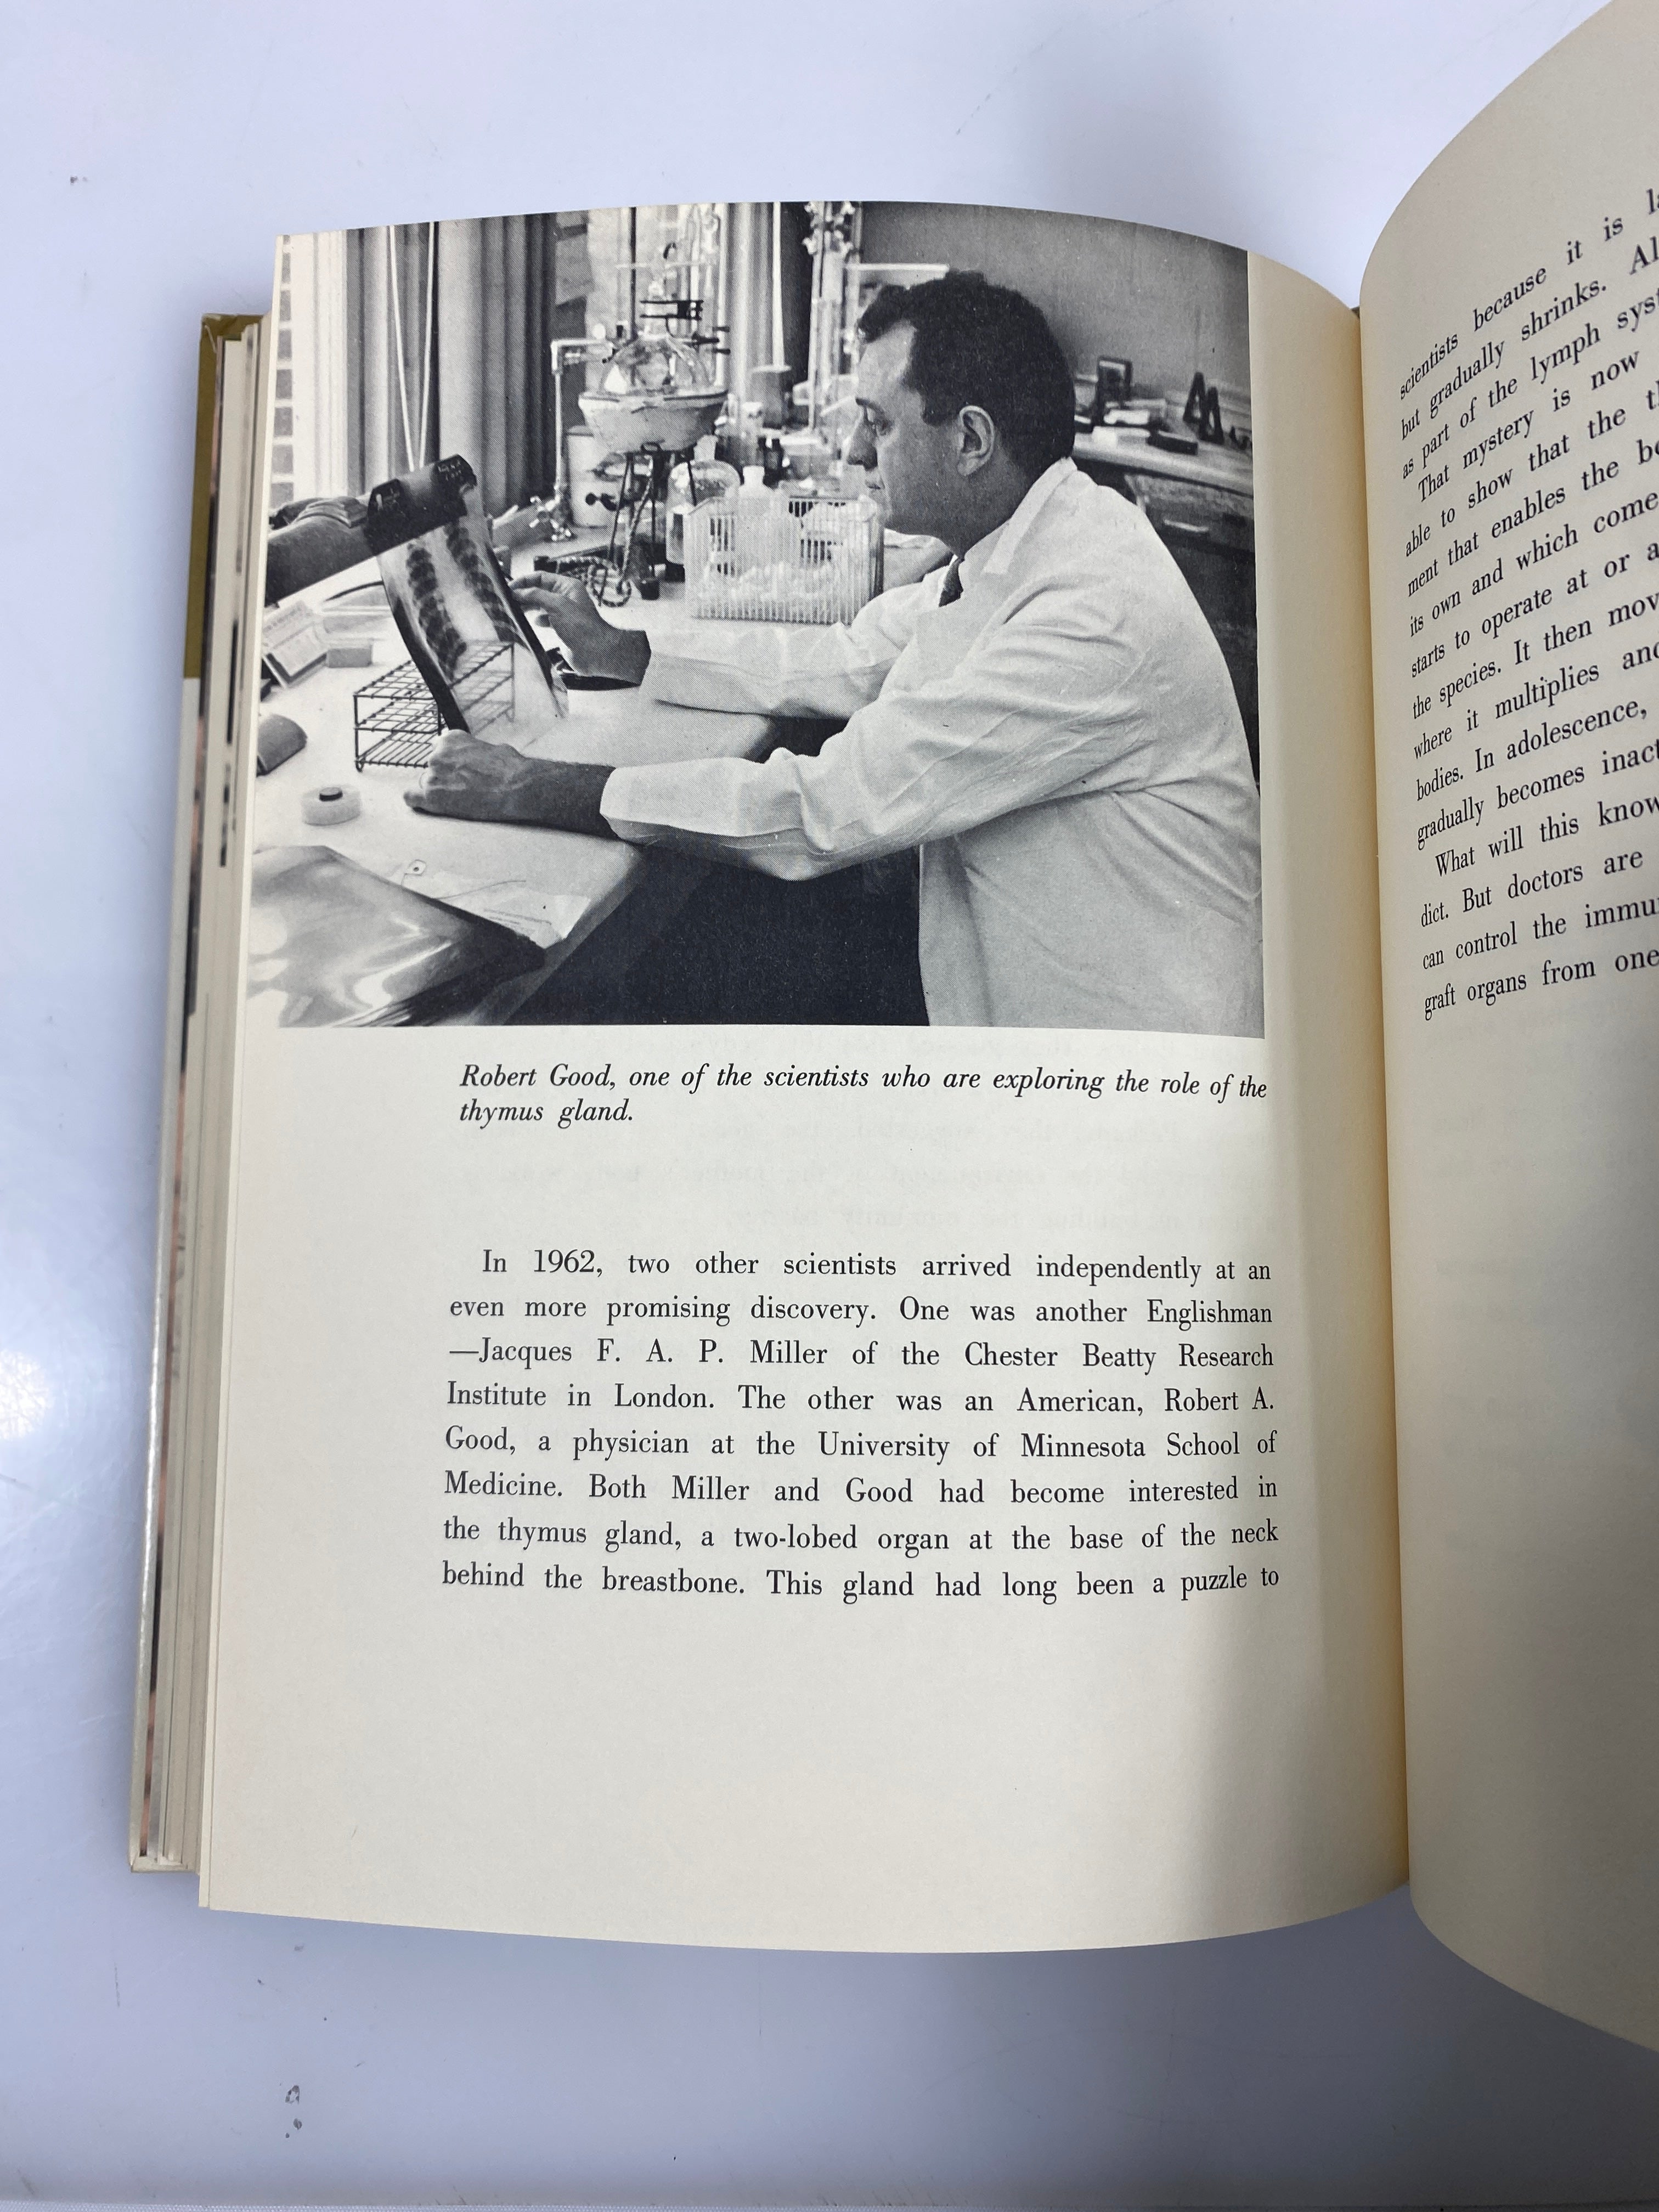 Robert Good, one of the scientists who are exploring the role of the
thymus gland.
In 1962, two other scientists arrived independently at an
even more promising discovery. One was another Englishman
—Jacques F. A. P. Miller of the Chester Beatty Research
Institute in London. The other was an American, Robert A.
Good, a physician at the University of Minnesota School of
Medicine. Both Miller and Good had become interested in
the thymus gland, a two-lobed organ at the base of the neck
behind the breastbone. This gland had long been a puzzle to
scientists because it is
but gradually shrinks.
as part of the lymph
That mystery is now
able to show that the
ment that enables the
its own and which come
starts to operate at or
the species. It then
where it multiplies
bodies. In adolescence,
gradually becomes
What will this
dict. But doctors are
can control the
graft organs from one